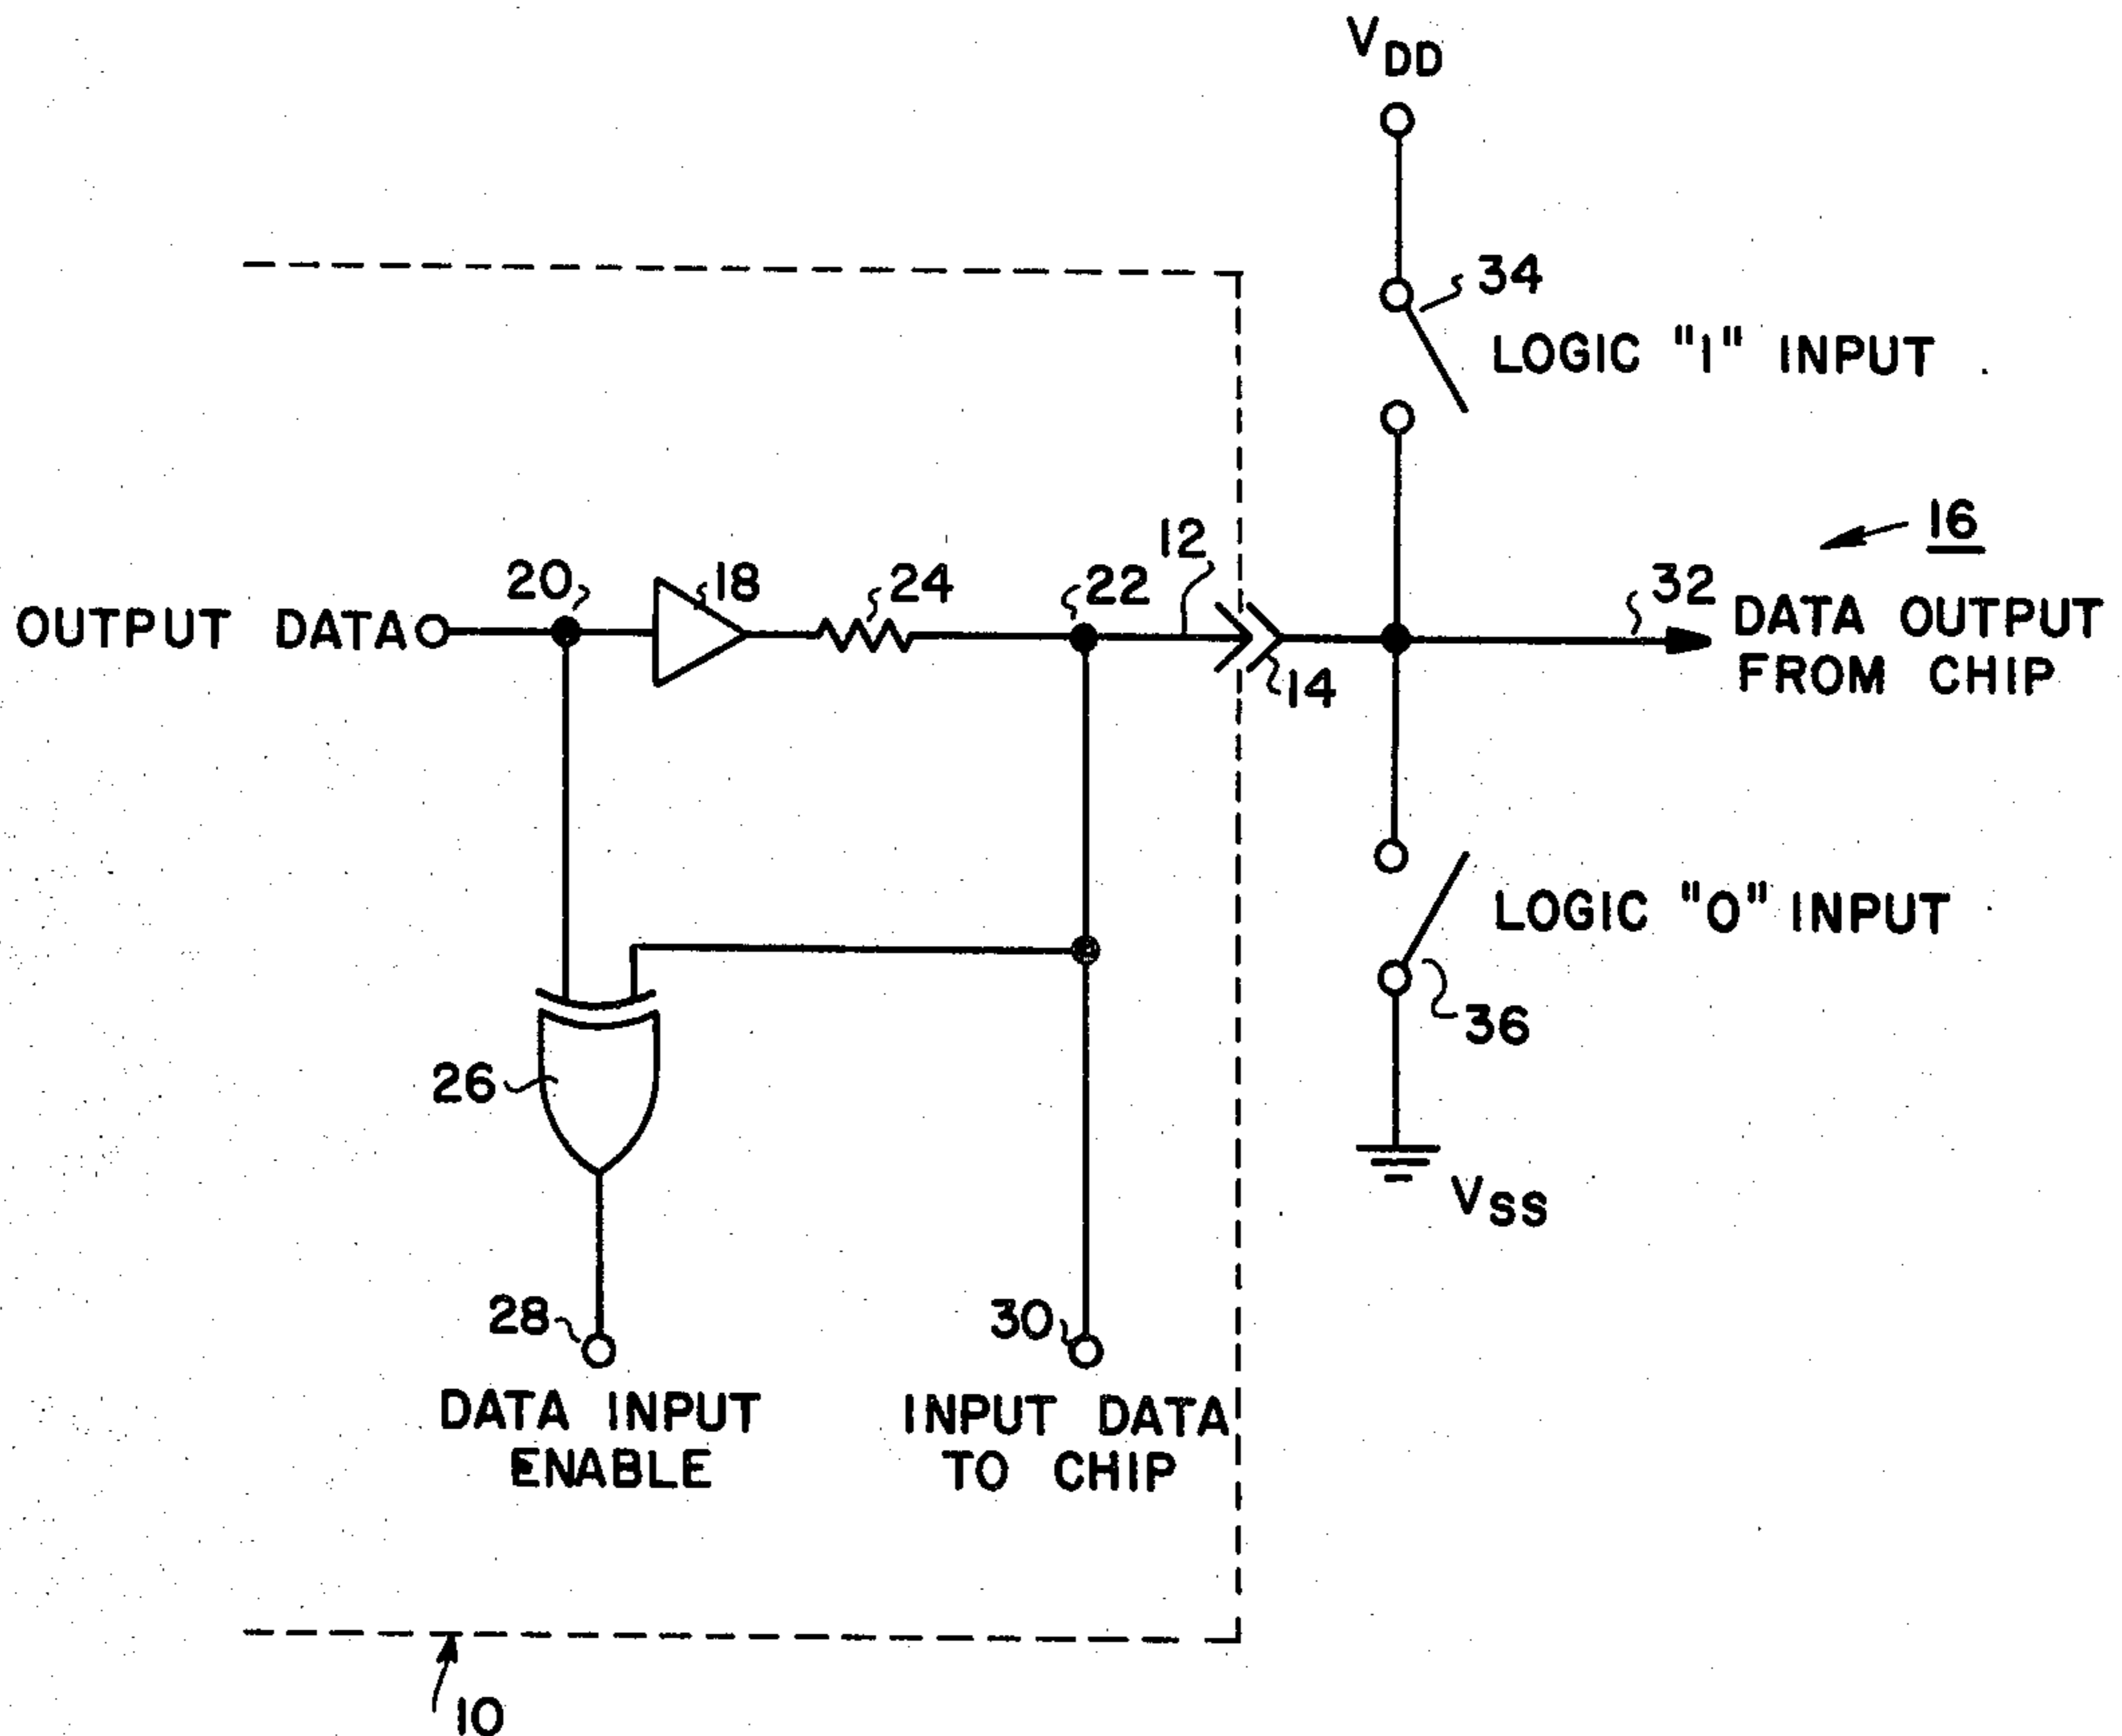 VDD
34
LOGIC "1" INPUT
16
12
20
18
24
22
32
OUTPUT DATA
DATA OUTPUT
FROM CHIP
14
LOGIC "0" INPUT
36
26
VSS
28
30
DATA INPUT
ENABLE
INPUT DATA
TO CHIP
10